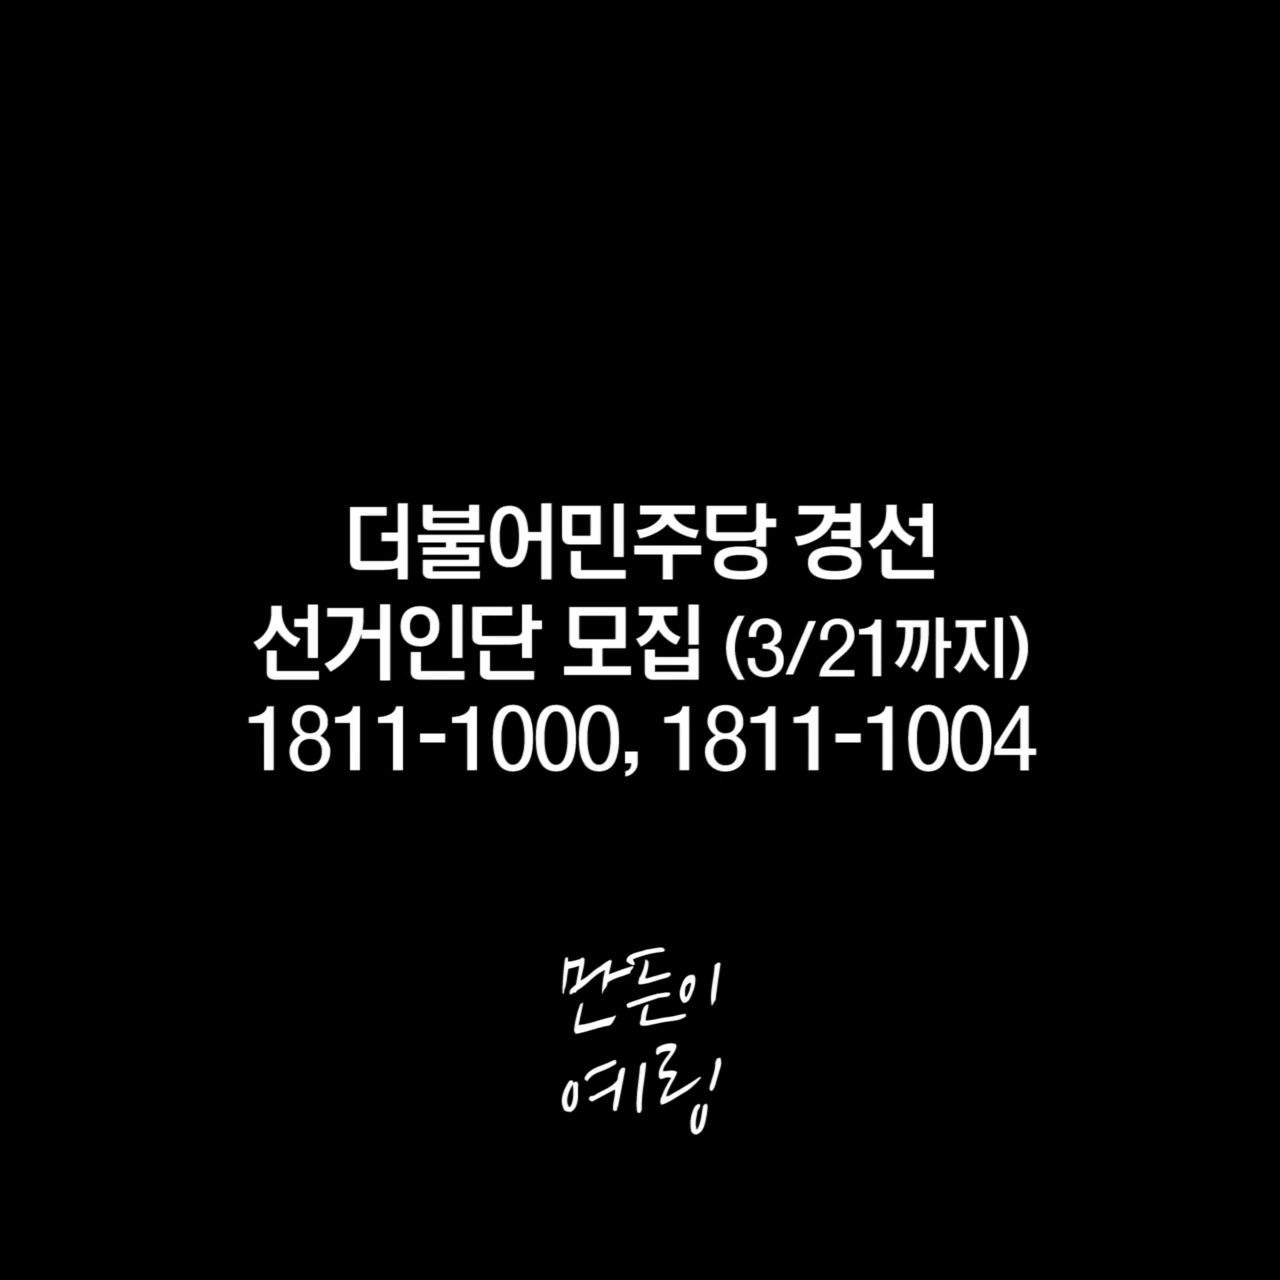 더불어민주당 경선
선거인단 모집 (3/21까지)
1811-1000, 1811-1004
만든이
예링